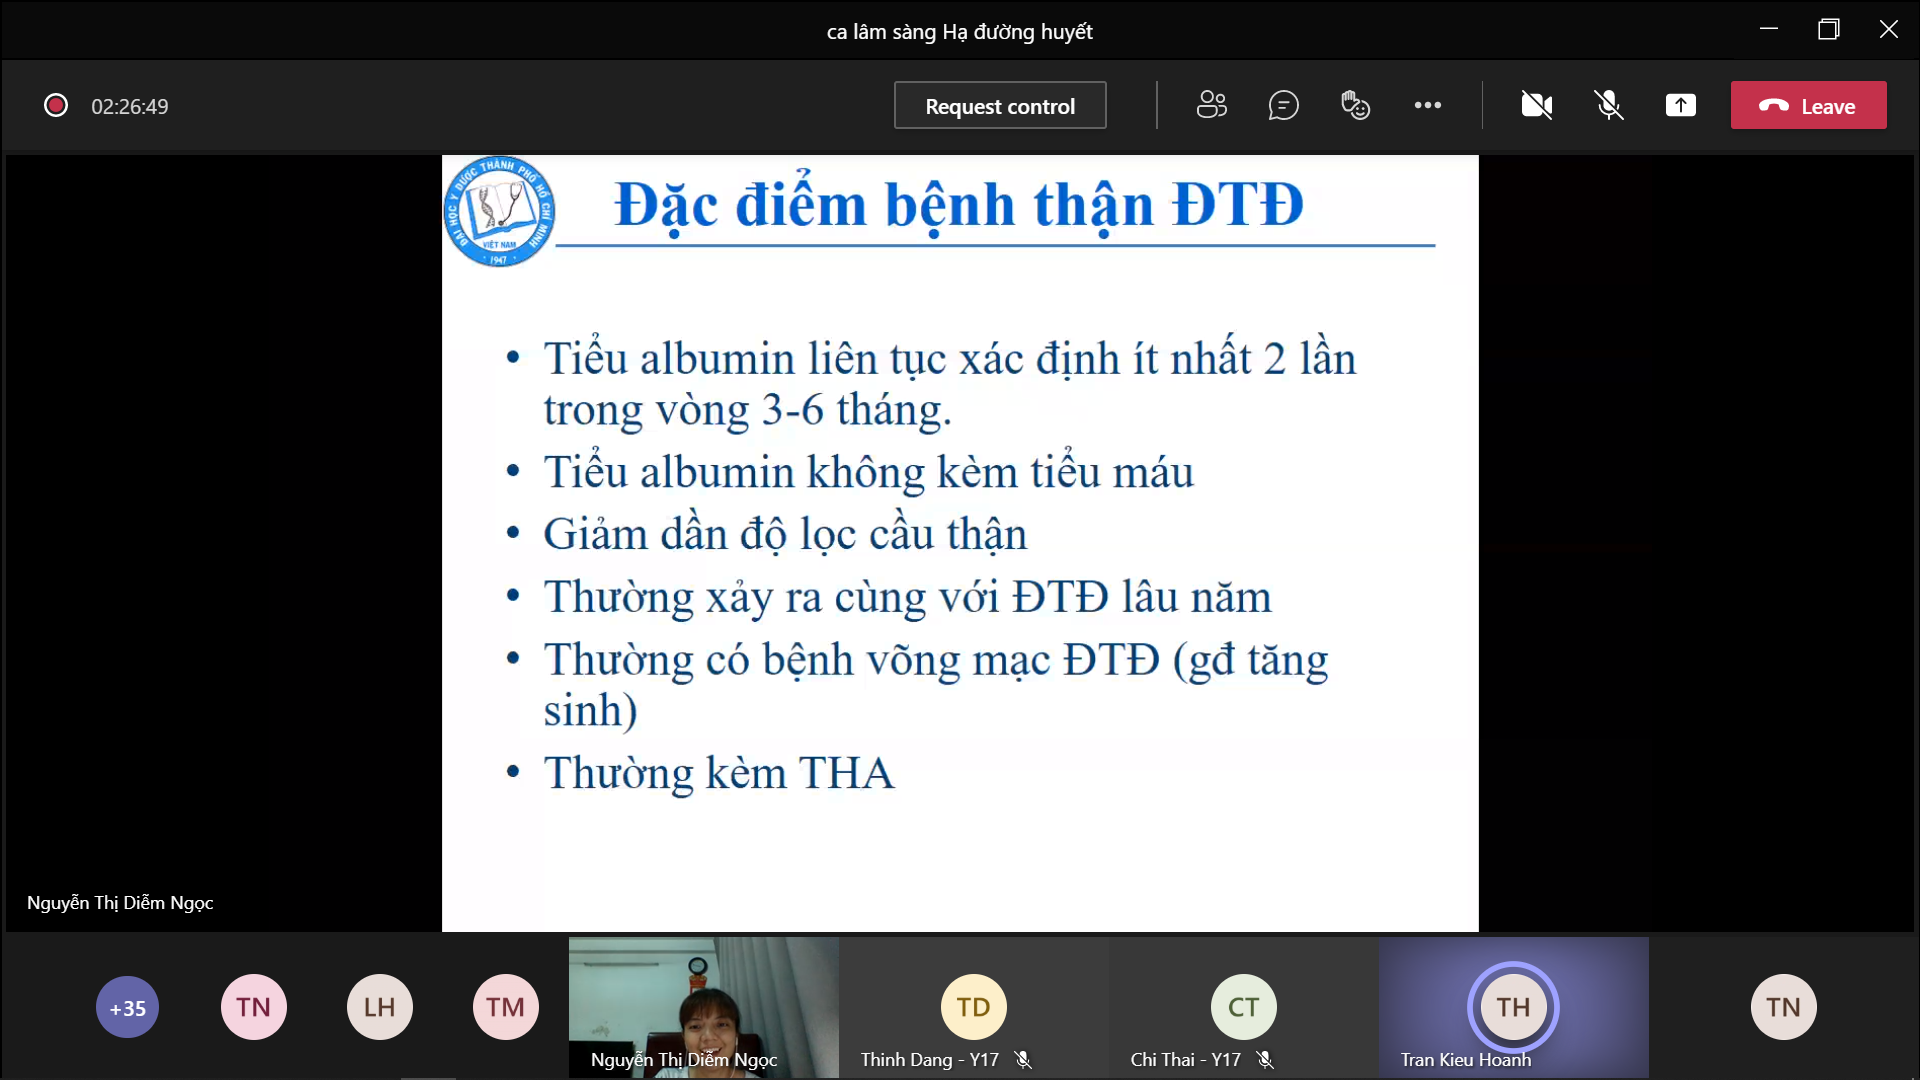 ca lâm sàng Hạ đường huyết
02:26:49
Request control
Leave
ĐẠI HỌC Y DƯỢC THÀNH PHỐ HỒ CHÍ MINH
VIỆT NAM
1947
Đặc điểm bệnh thận ĐTĐ
• Tiểu albumin liên tục xác định ít nhất 2 lần
trong vòng 3-6 tháng.
• Tiểu albumin không kèm tiểu máu
• Giảm dần độ lọc cầu thận
• Thường xảy ra cùng với ĐTĐ lâu năm
• Thường có bệnh võng mạc ĐTĐ (gđ tăng
sinh)
• Thường kèm THA
Nguyễn Thị Diễm Ngọc
+35
TN
LH
TM
Nguyễn Thị Diễm Ngọc
TD
Thinh Dang - Y17
CT
Chi Thai - Y17
TH
Tran Kieu Hoanh
TN